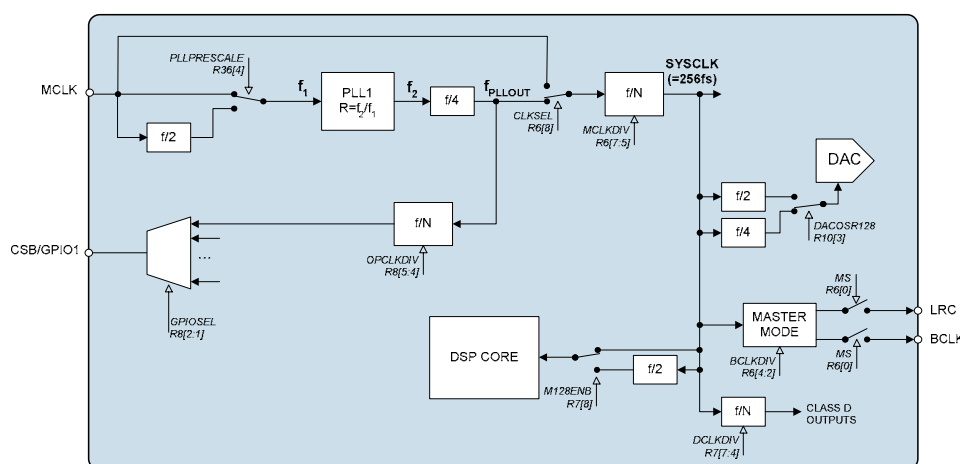 MCLK
PLLPRESCALE
R36[4]
f/2
f1
PLL1
R=f2/f1
f2
f/4
fPLLOUT
CLKSEL
R6[8]
f/N
MCLKDIV
R6[7:5]
SYSCLK
(=256fs)
DAC
f/2
f/4
DACOSR128
R10[3]
CSB/GPIO1
...
GPIOSEL
R8[2:1]
f/N
OPCLKDIV
R8[5:4]
MS
R6[0]
LRC
MASTER
MODE
BCLKDIV
R6[4:2]
BCLK
MS
R6[0]
DSP CORE
f/2
M128ENB
R7[8]
f/N
DCLKDIV
R7[7:4]
CLASS D
OUTPUTS